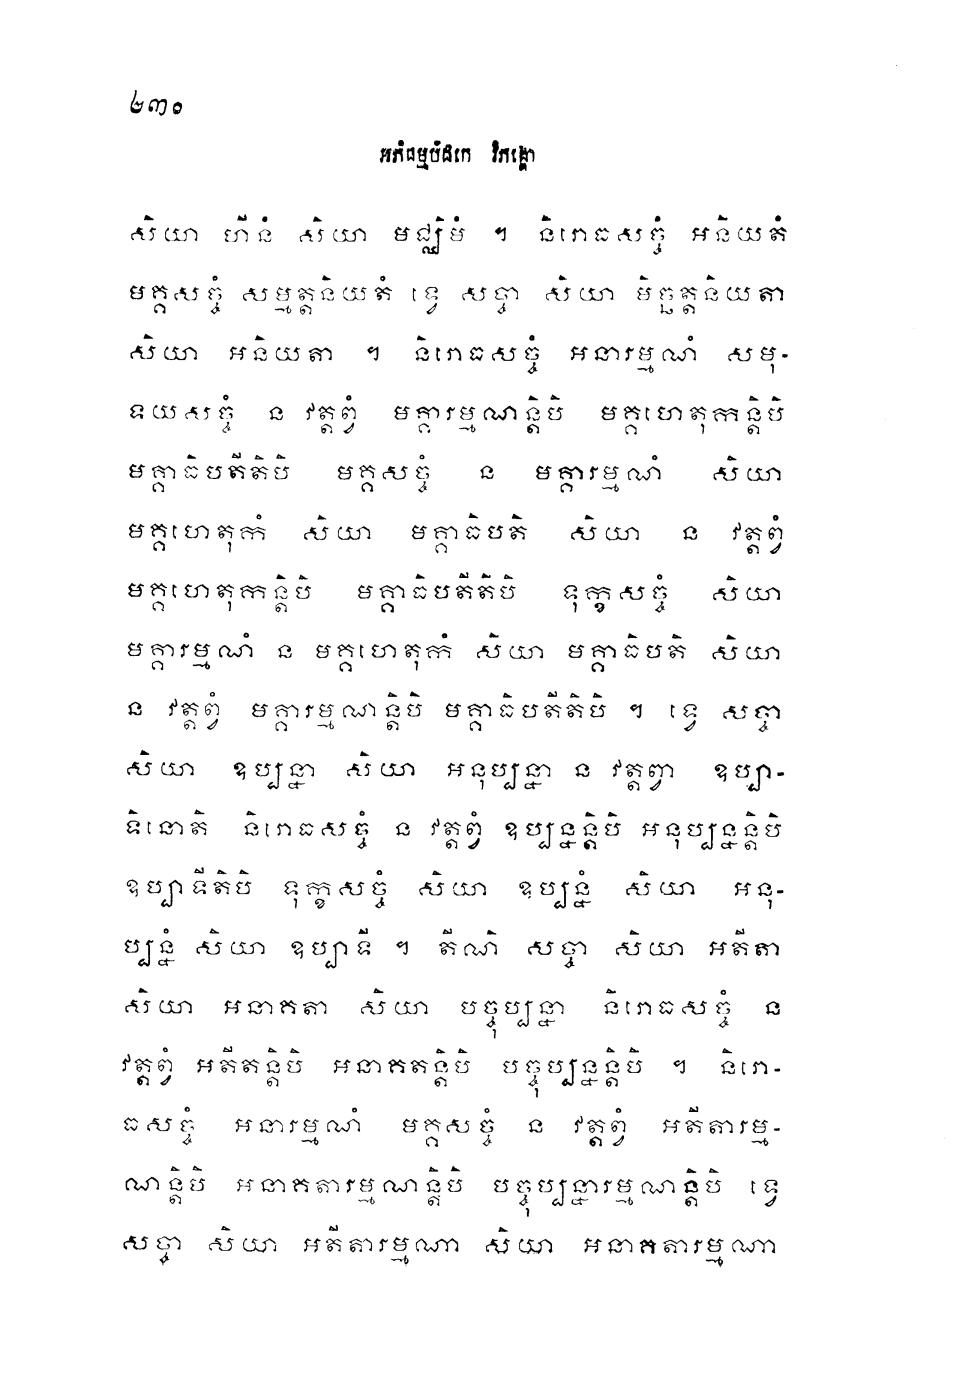 ២៣០
អភិធម្មបិដកេ វិភង្គោ
សិយា ហីនំ សិយា មជ្ឈិមំ ។ និរោធសច្ចំ អនិយតំ
មគ្គសច្ចំ សម្មត្តនិយតំ ទ្វេ សច្ចា សិយា មិច្ឆត្តនិយតា
សិយា អនិយតា ។ និរោធសច្ចំ អនារម្មណំ សមុ-
ទយសច្ចំ ន វត្តព្វំ មគ្គារម្មណន្តិបិ មគ្គហេតុកន្តិបិ
មគ្គាធិបតីតិបិ មគ្គសច្ចំ ន មគ្គារម្មណំ សិយា
មគ្គហេតុកំ សិយា មគ្គាធិបតិ សិយា ន វត្តព្វំ
មគ្គហេតុកន្តិបិ មគ្គាធិបតីតិបិ ទុក្ខសច្ចំ សិយា
មគ្គារម្មណំ ន មគ្គហេតុកំ សិយា មគ្គាធិបតិ សិយា
ន វត្តព្វំ មគ្គារម្មណន្តិបិ មគ្គាធិបតីតិបិ ។ ទ្វេ សច្ចា
សិយា ឧប្បន្នា សិយា អនុប្បន្នា ន វត្តព្វា ឧប្បា-
ទិនោតិ និរោធសច្ចំ ន វត្តព្វំ ឧប្បន្នន្តិបិ អនុប្បន្នន្តិបិ
ឧប្បាទីតិបិ ទុក្ខសច្ចំ សិយា ឧប្បន្នំ សិយា អនុ-
ប្បន្នំ សិយា ឧប្បាទី ។ តីណិ សច្ចា សិយា អតីតា
សិយា អនាគតា សិយា បច្ចុប្បន្នា និរោធសច្ចំ ន
វត្តព្វំ អតីតន្តិបិ អនាគតន្តិបិ បច្ចុប្បន្នន្តិបិ ។ និរោ-
ធសច្ចំ អនារម្មណំ មគ្គសច្ចំ ន វត្តព្វំ អតីតារម្ម-
ណន្តិបិ អនាគតារម្មណន្តិបិ បច្ចុប្បន្នារម្មណន្តិបិ ទ្វេ
សច្ចា សិយា អតីតារម្មណា សិយា អនាគតារម្មណា